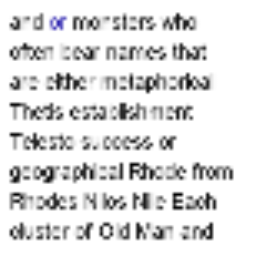 and or monsters who
often bear names that
are either metaphorical
Thetis establishment
Telesto success or
geographical Rhode from
Rhodes Nilos Nile Each
cluster of Old Man and